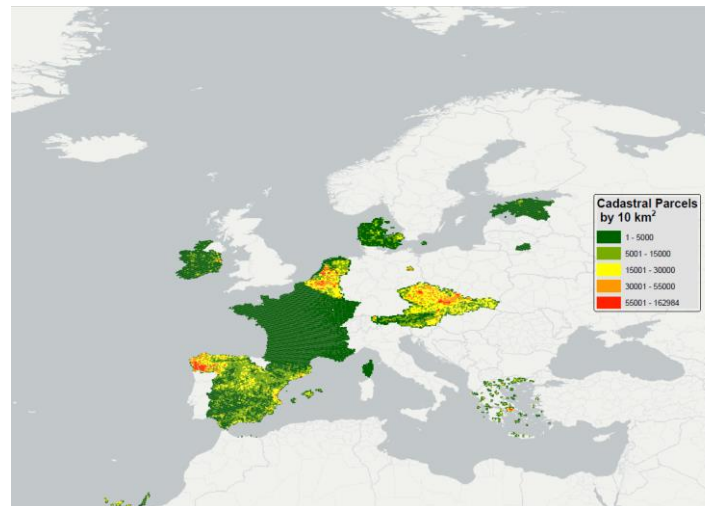 Cadastral Parcels
by 10 km²
1 - 5000
5001 - 15000
15001 - 30000
30001 - 55000
55001 - 162984